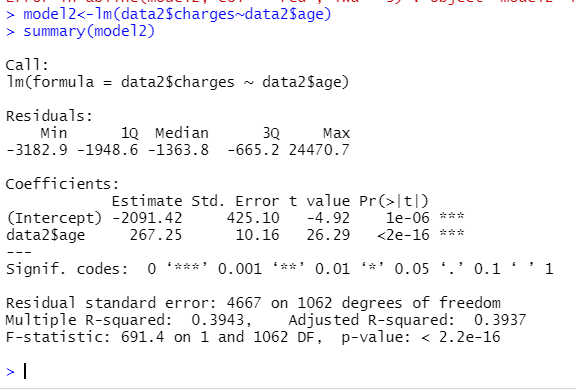 > model2<-lm(data2$charges~data2$age)
> summary(model2)
Call:
lm(formula = data2$charges ~ data2$age)
Residuals:
    Min      1Q  Median      3Q     Max
-3182.9 -1948.6 -1363.8  -665.2 24470.7
Coefficients:
            Estimate Std. Error t value Pr(>|t|)
(Intercept) -2091.42     425.10   -4.92    1e-06 ***
data2$age     267.25      10.16   26.29   <2e-16 ***
---
Signif. codes:  0 ‘***’ 0.001 ‘**’ 0.01 ‘*’ 0.05 ‘.’ 0.1 ‘ ’ 1
Residual standard error: 4667 on 1062 degrees of freedom
Multiple R-squared:  0.3943,	Adjusted R-squared:  0.3937
F-statistic: 691.4 on 1 and 1062 DF,  p-value: < 2.2e-16
>